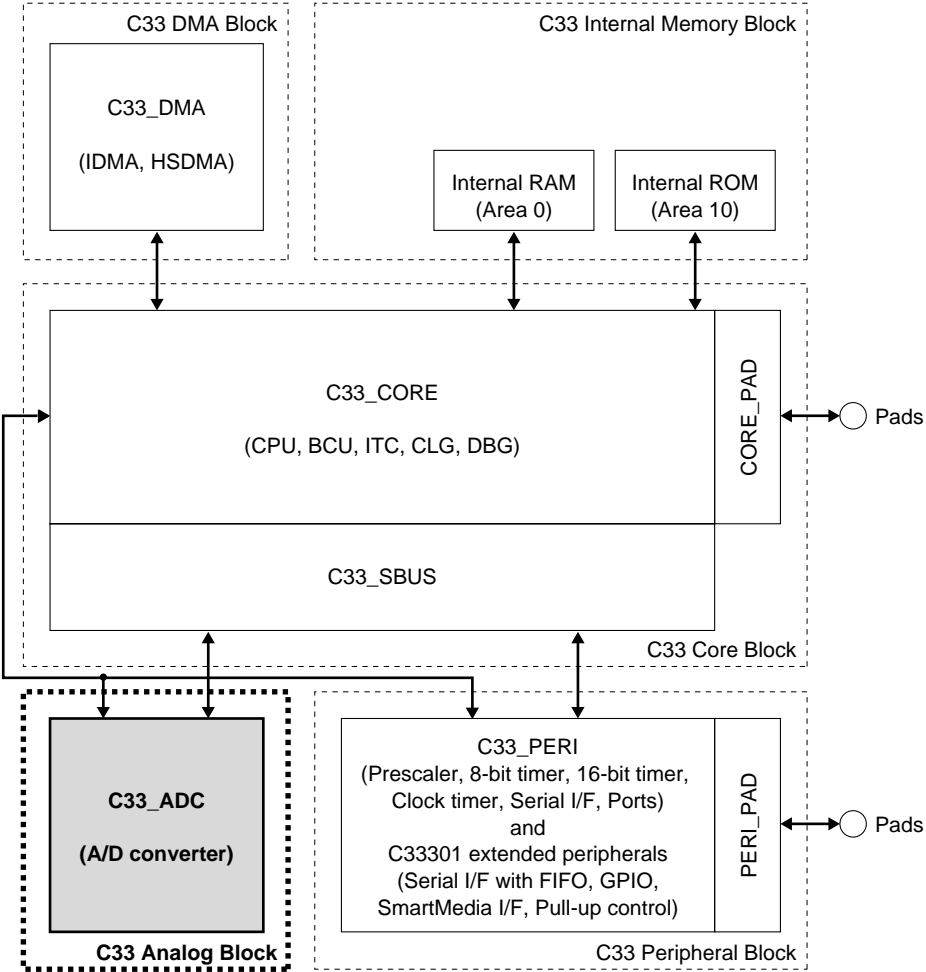 C33 DMA Block
C33 Internal Memory Block
C33_DMA
(IDMA, HSDMA)
Internal RAM
(Area 0)
Internal ROM
(Area 10)
C33_CORE
(CPU, BCU, ITC, CLG, DBG)
CORE_PAD
Pads
C33_SBUS
C33 Core Block
C33_ADC
(A/D converter)
C33 Analog Block
C33_PERI
(Prescaler, 8-bit timer, 16-bit timer,
Clock timer, Serial I/F, Ports)
and
C33301 extended peripherals
(Serial I/F with FIFO, GPIO,
SmartMedia I/F, Pull-up control)
PERI_PAD
Pads
C33 Peripheral Block